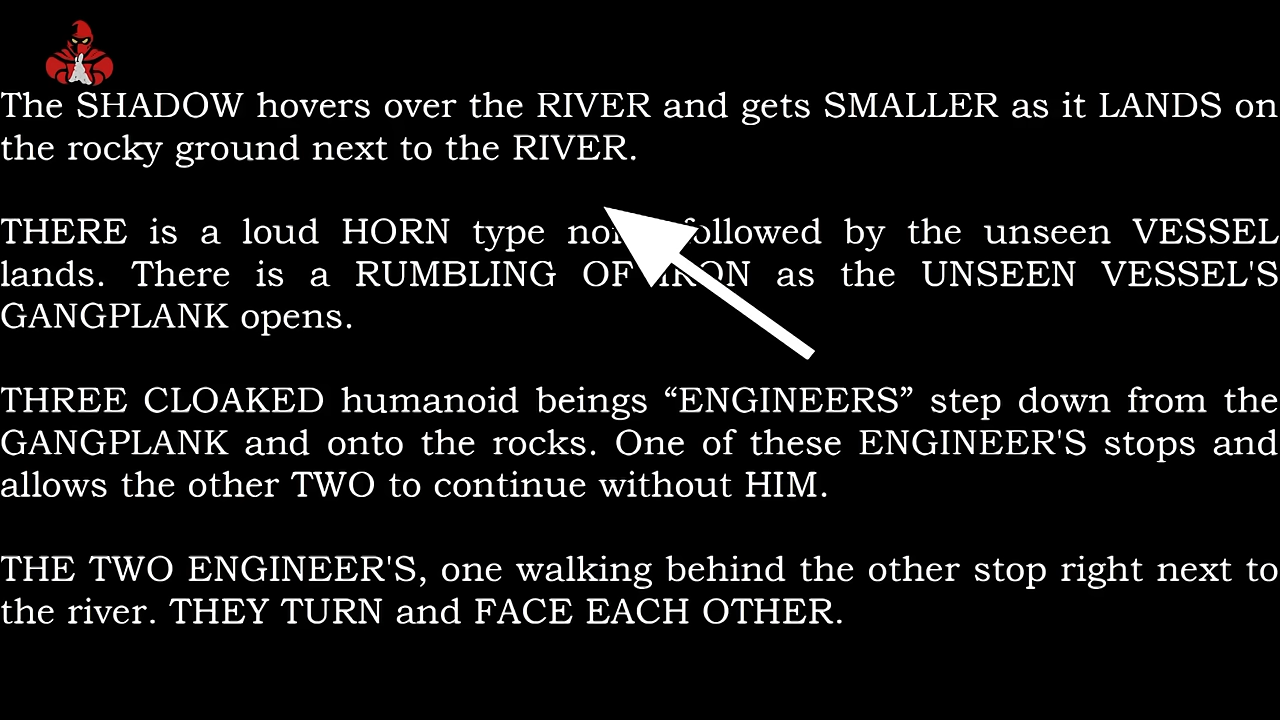 The SHADOW hovers over the RIVER and gets SMALLER as it LANDS on
the rocky ground next to the RIVER.
THERE is a loud HORN type followed by the unseen VESSEL
lands. There is a RUMBLING OF IRON as the UNSEEN VESSEL'S
GANGPLANK opens.
THREE CLOAKED humanoid beings “ENGINEERS” step down from the
GANGPLANK and onto the rocks. One of these ENGINEER'S stops and
allows the other TWO to continue without HIM.
THE TWO ENGINEER'S, one walking behind the other stop right next to
the river. THEY TURN and FACE EACH OTHER.